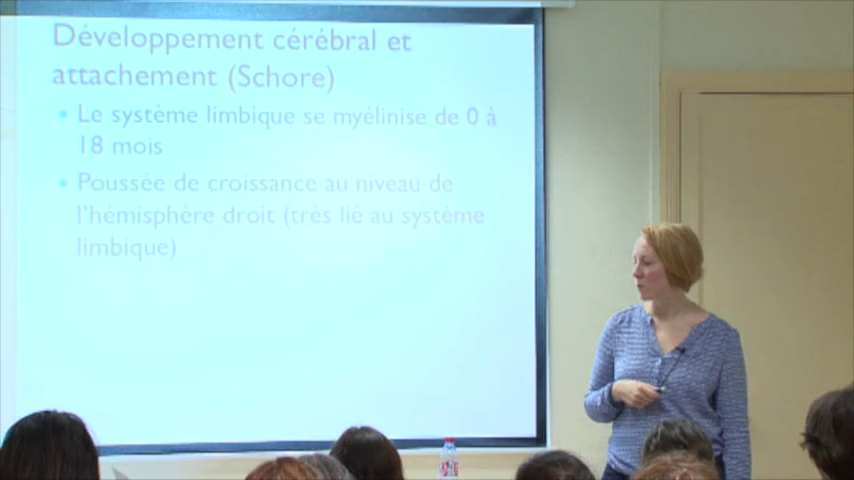 Développement cérébral et
attachement (Schore)
• Le système limbique se myélinise de 0 à
18 mois
• Poussée de croissance au niveau de
l'hémisphère droit (très lié au système
limbique)